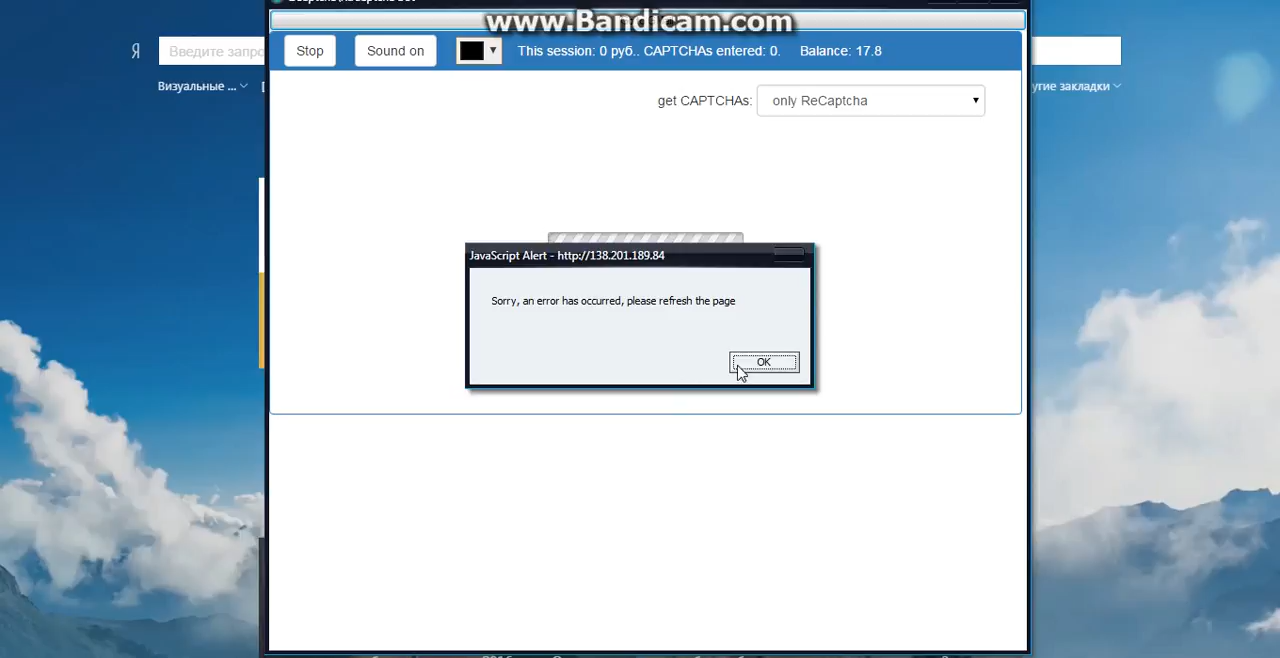 www.Bandicam.com
Я
Введите запро
Stop
Sound on
This session: 0 руб.. CAPTCHAs entered: 0.
Balance: 17.8
Визуальные ...
угие закладки
get CAPTCHAs:
only ReCaptcha
JavaScript Alert - http://138.201.189.84
Sorry, an error has occurred, please refresh the page
OK